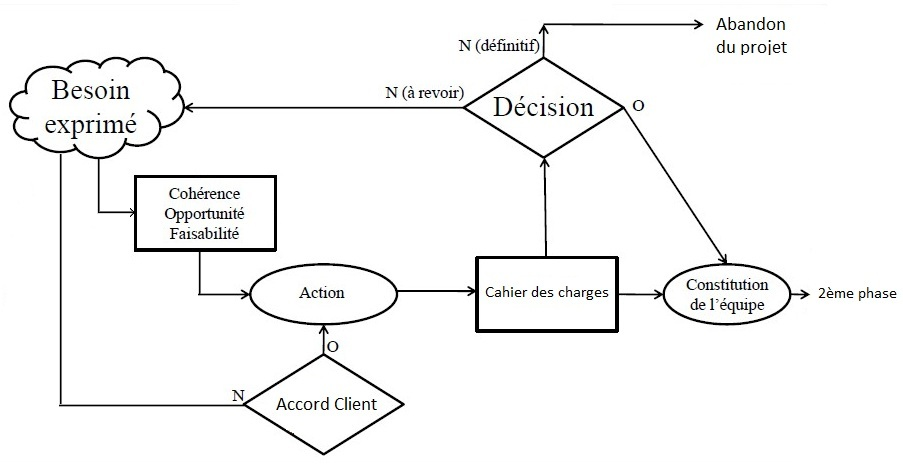 Abandon
du projet
N (définitif)
Besoin
exprimé
N (à revoir)
Décision
O
Cohérence
Opportunité
Faisabilité
Action
Cahier des charges
Constitution
de l’équipe
2ème phase
O
N
Accord Client